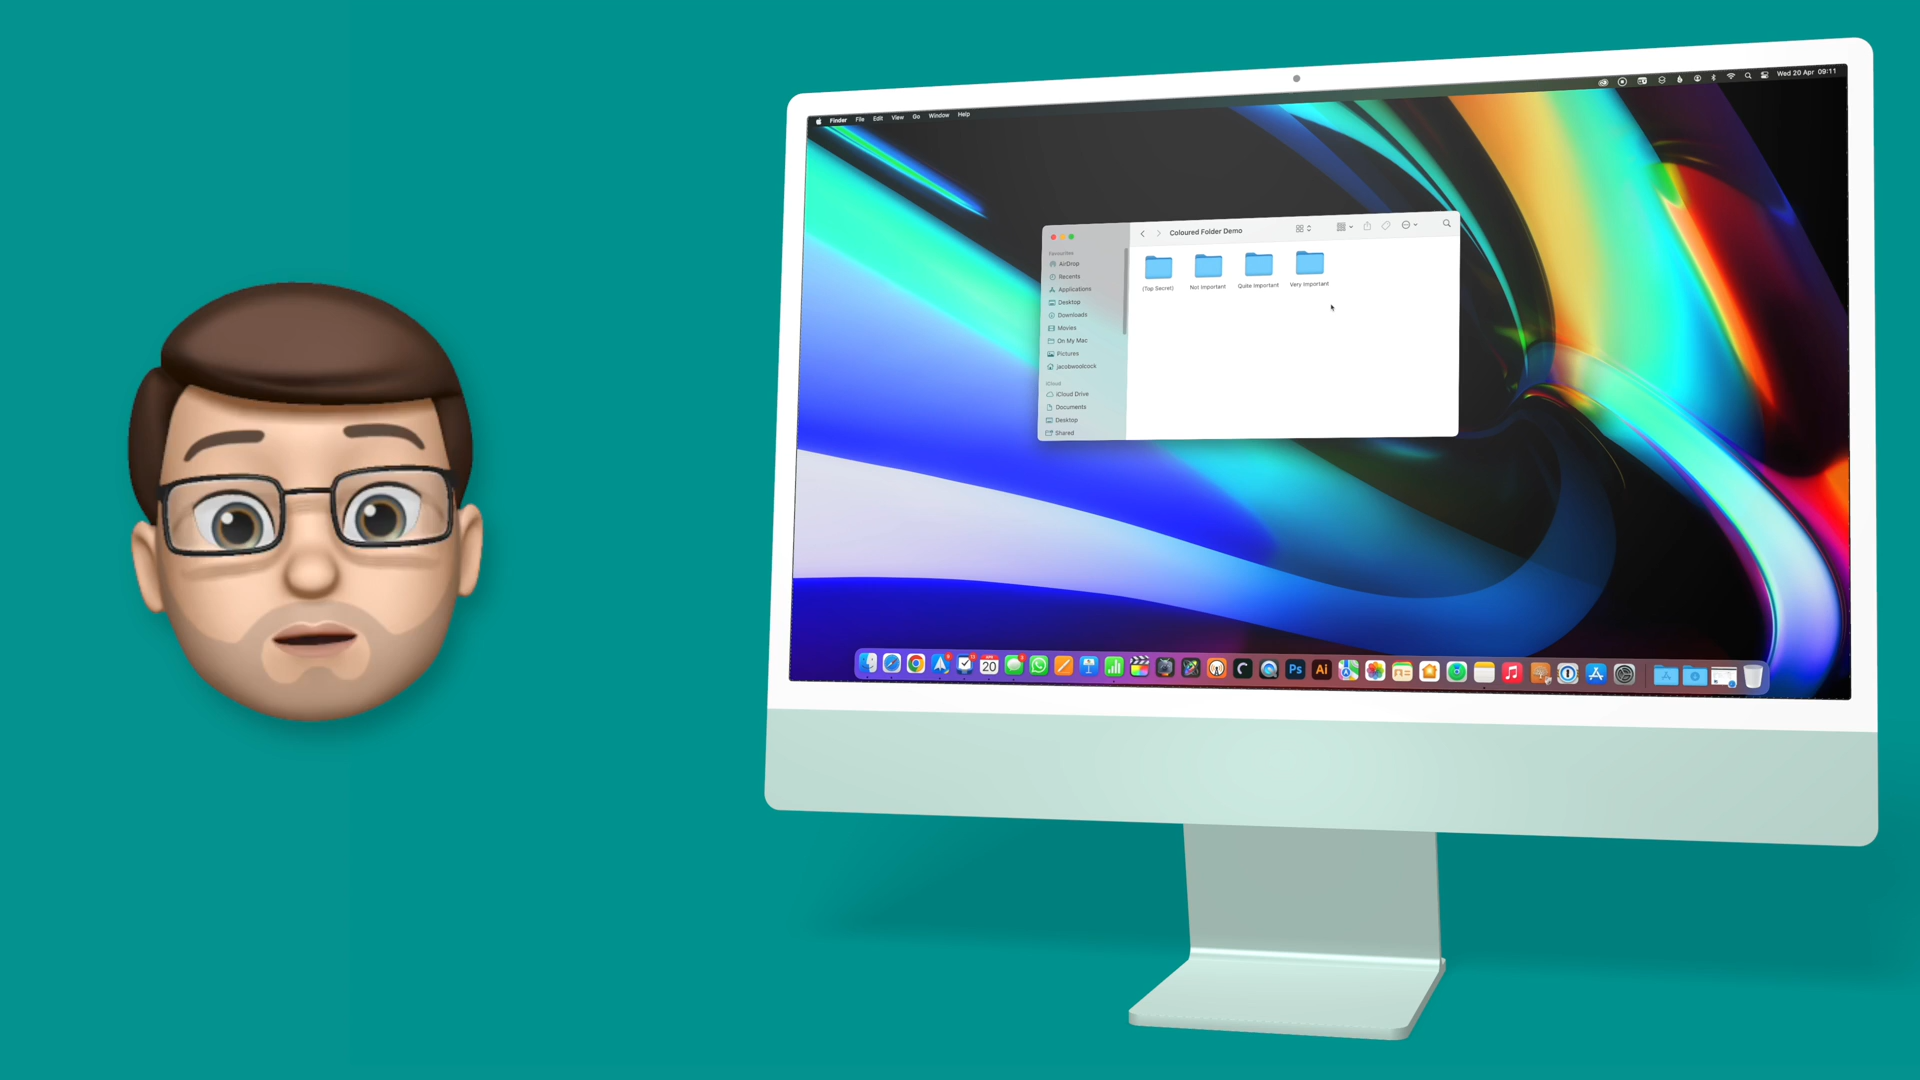 Finder File Edit View Go Window Help
Wed 20 Apr 09:11
Coloured Folder Demo
Favourites
AirDrop
Recents
Applications
Desktop
Downloads
Movies
On My Mac
Pictures
jacobwoolcock
iCloud
iCloud Drive
Documents
Desktop
Shared
(Top Secret)
Not important
Quite important
Very important
20
Ps
Ai